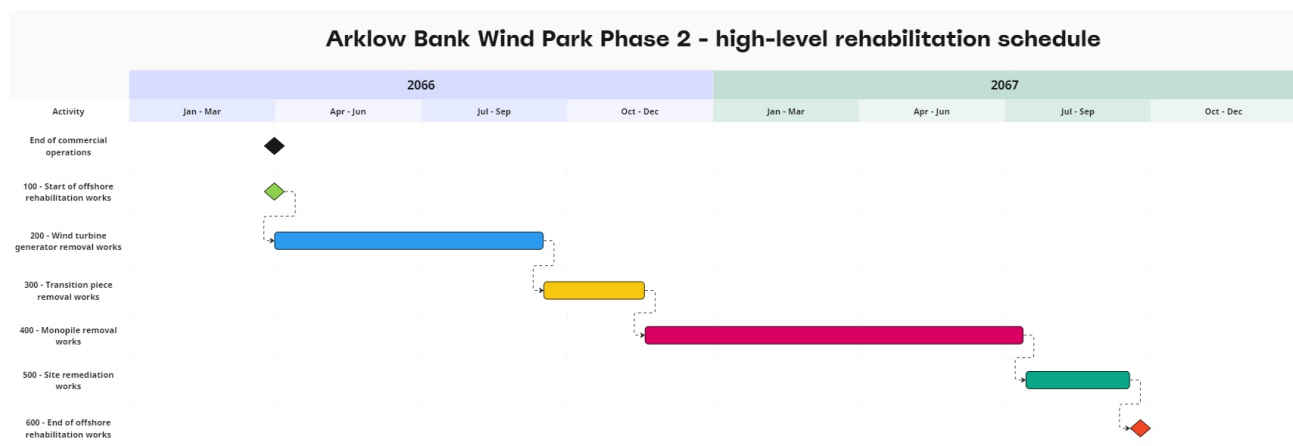 Arklow Bank Wind Park Phase 2 - high-level rehabilitation schedule
2066
2067
Activity
Jan - Mar
Apr - Jun
Jul - Sep
Oct - Dec
Jan - Mar
Apr - Jun
Jul - Sep
Oct - Dec
End of commercial
operations
100 - Start of offshore
rehabilitation works
200 - Wind turbine
generator removal works
300 - Transition piece
removal works
400 - Monopile removal
works
500 - Site remediation
works
600 - End of offshore
rehabilitation works